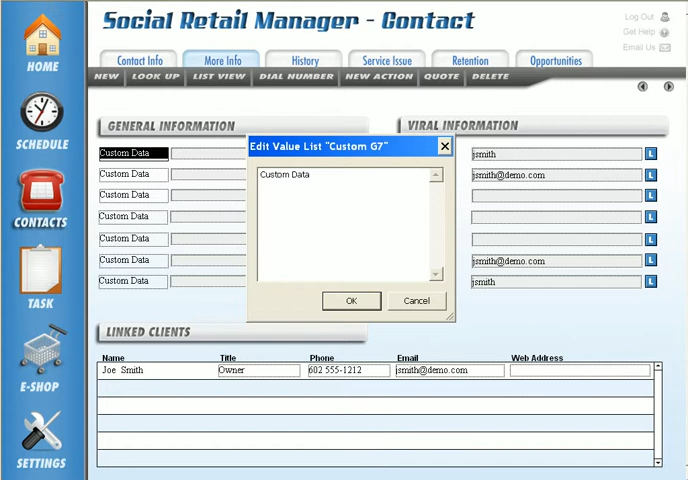 Social Retail Manager - Contact
Log Out
Get Help
Email Us
HOME
SCHEDULE
CONTACTS
TASK
E-SHOP
SETTINGS
Contact Info More Info History Service Issue Retention Opportunities
NEW LOOK UP LIST VIEW DIAL NUMBER NEW ACTION QUOTE DELETE
GENERAL INFORMATION
VIRAL INFORMATION
Custom Data
Custom Data
Custom Data
Custom Data
Custom Data
Custom Data
Custom Data
Edit Value List "Custom G7"
Custom Data
OK Cancel
jsmith L
jsmith@demo.com L
L
L
L
jsmith@demo.com L
jsmith L
LINKED CLIENTS
Name Title Phone Email Web Address
Joe Smith Owner 602 555-1212 jsmith@demo.com